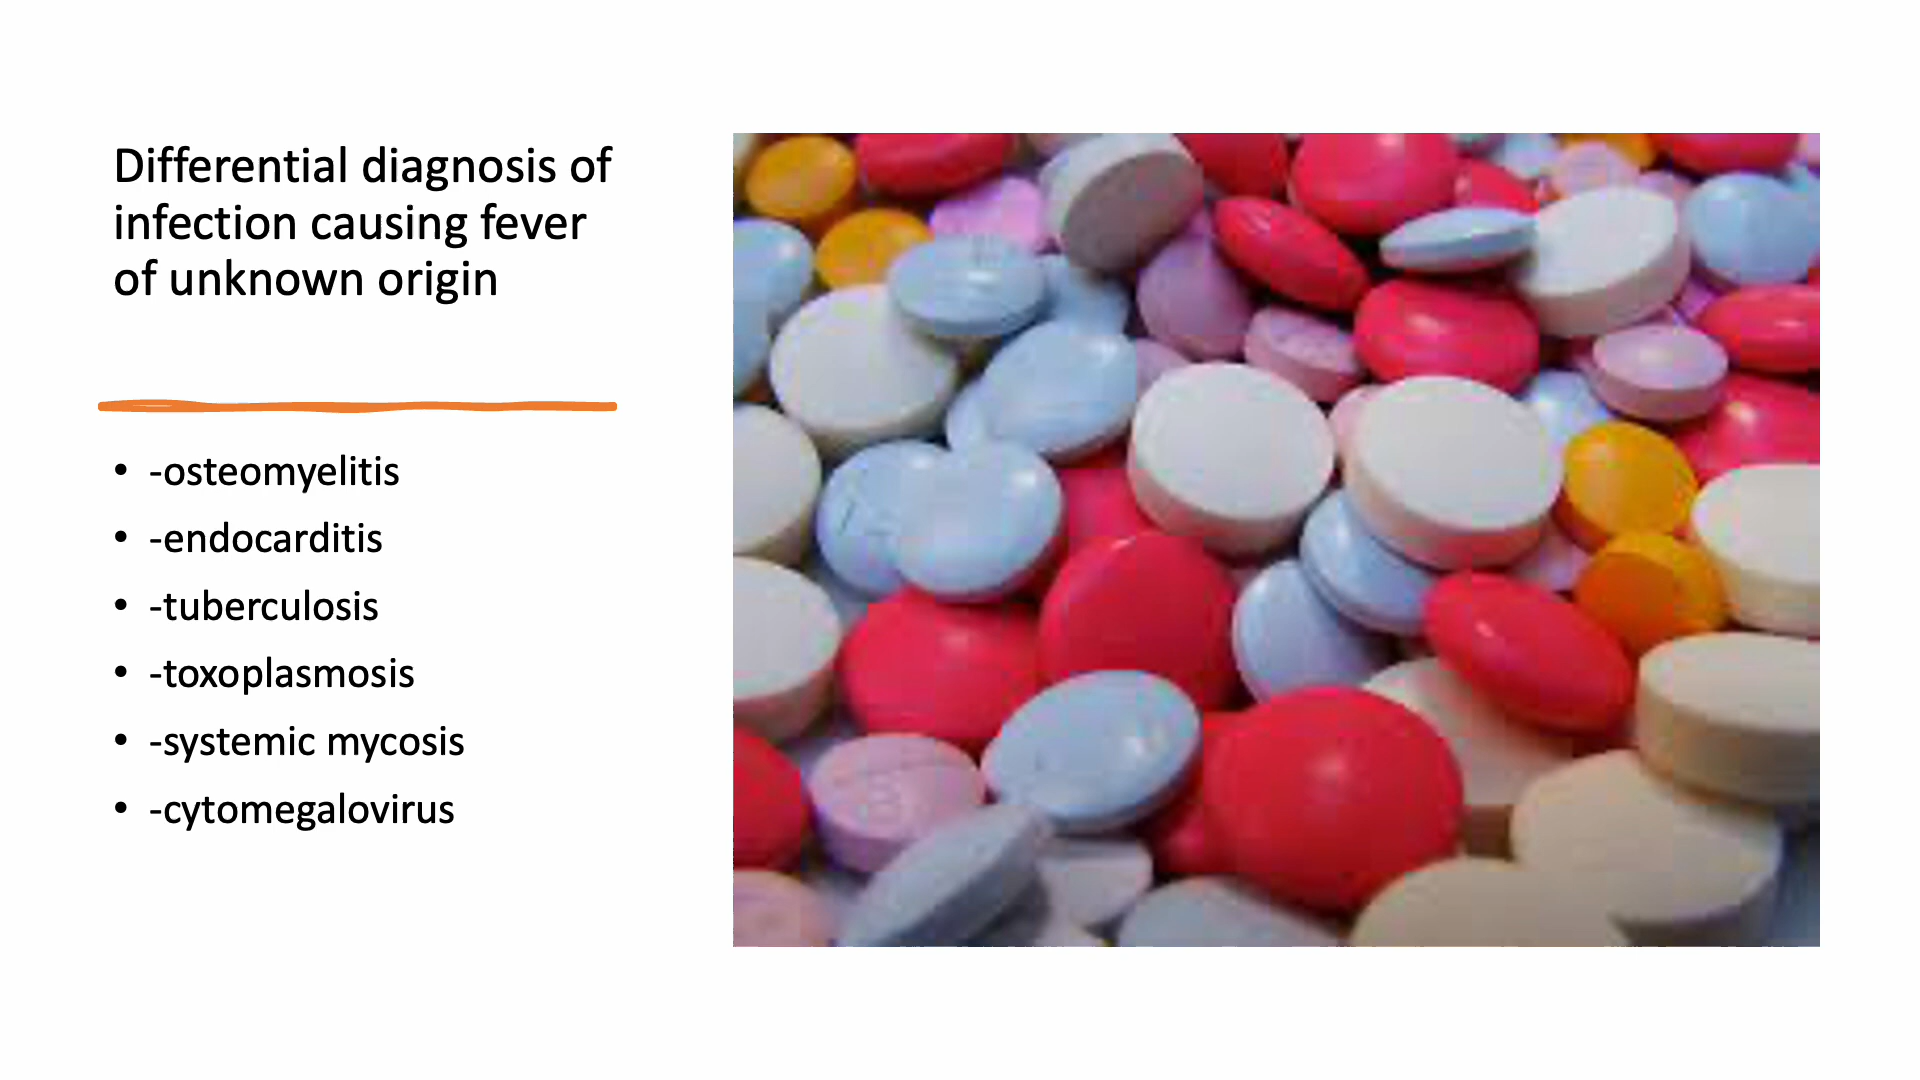 Differential diagnosis of
infection causing fever
of unknown origin
• -osteomyelitis
• -endocarditis
• -tuberculosis
• -toxoplasmosis
• -systemic mycosis
• -cytomegalovirus